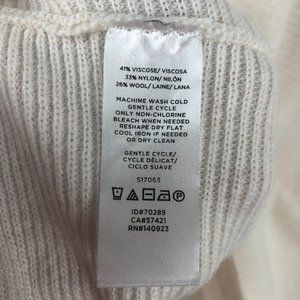 41% VISCOSE/ VISCOSA
33% NYLON/ NILÓN
26% WOOL/ LAINE/ LANA
MACHINE WASH COLD
GENTLE CYCLE
ONLY NON-CHLORINE
BLEACH WHEN NEEDED
RESHAPE DRY FLAT
COOL IRON IF NEEDED
OR DRY CLEAN
GENTLE CYCLE/
CYCLE DÉLICAT/
CICLO SUAVE
517063
ID#70289
CA#57421
RN#140923